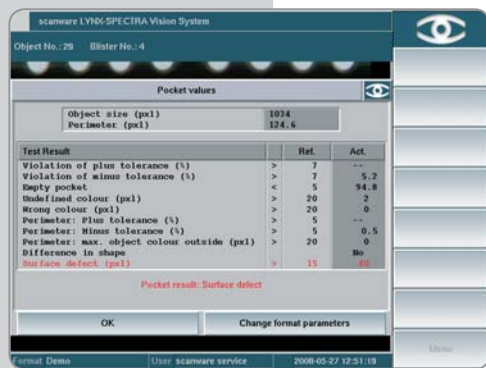 scanware LYNX-SPECTRA Vision System
Object No.: 29 Blister No.: 4
Pocket values
Object size (pxl) 1034
Perimeter (pxl) 124.6
Test Result Ref. Act.
Violation of plus tolerance (%) > 7 --
Violation of minus tolerance (%) > 7 5.2
Empty pocket < 5 94.8
Undefined colour (pxl) > 20 2
Wrong colour (pxl) > 20 0
Perimeter: Plus tolerance (%) > 5 --
Perimeter: Minus tolerance (%) > 5 0.5
Perimeter: max. object colour outside (pxl) > 20 0
Difference in shape No
Surface defect (pxl) > 15
Pocket result: Surface defect
OK Change format parameters
Menu
Format Demo User scanware service 2008-05-27 12:51:18